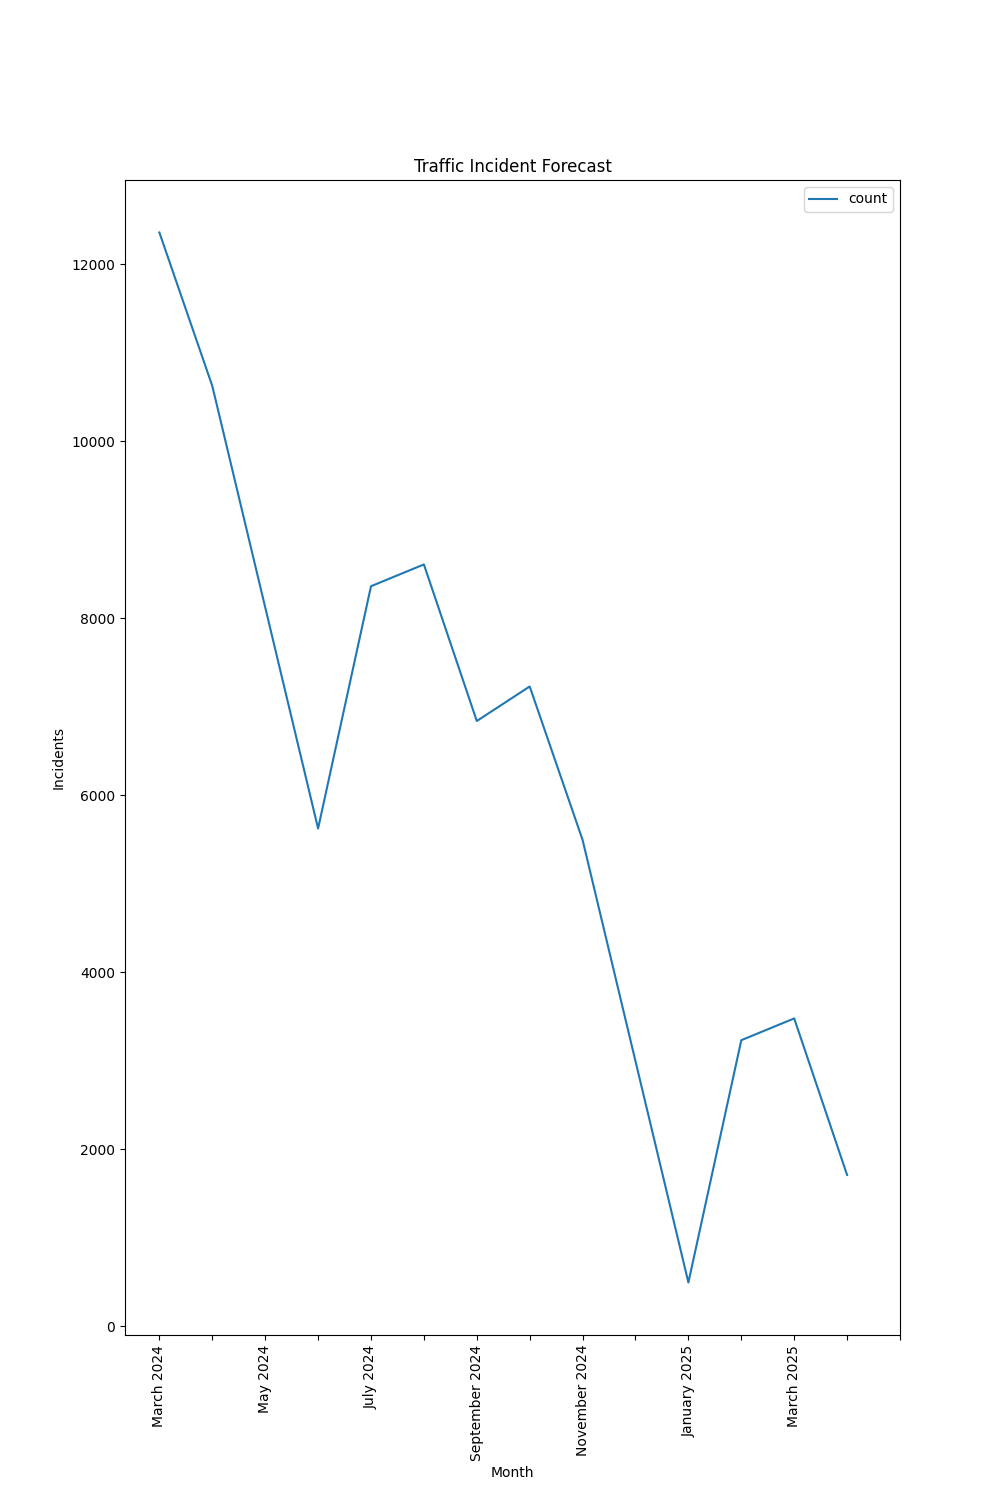 Traffic Incident Forecast
count
12000
10000
8000
6000
4000
2000
0
Incidents
March 2024
May 2024
July 2024
September 2024
November 2024
January 2025
March 2025
Month